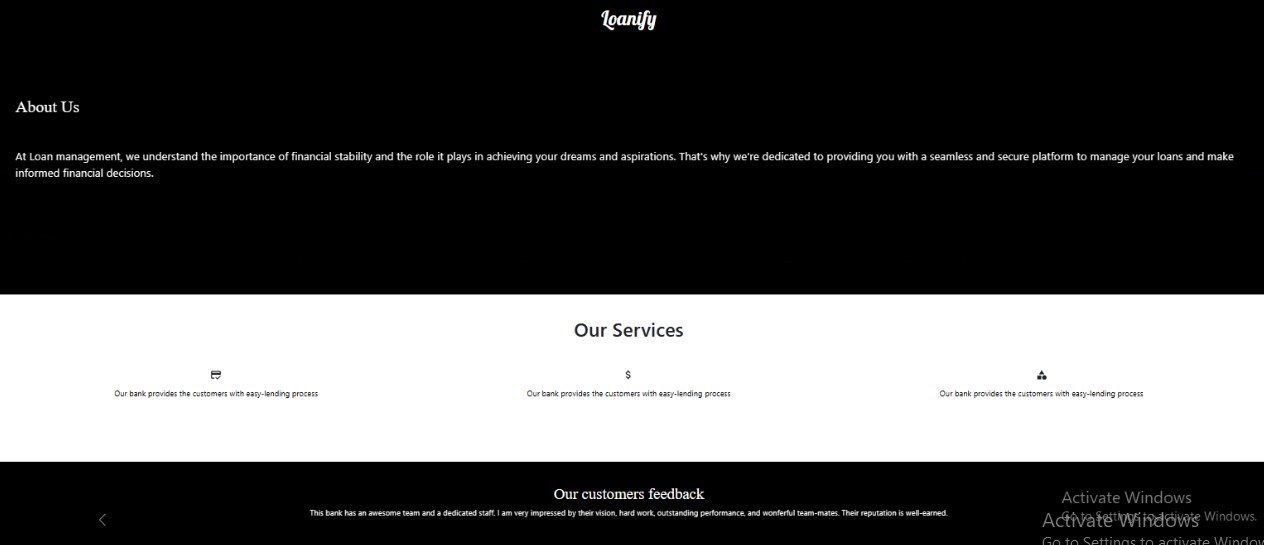 Loanify
About Us
At Loan management, we understand the importance of financial stability and the role it plays in achieving your dreams and aspirations. That's why we're dedicated to providing you with a seamless and secure platform to manage your loans and make
informed financial decisions.
Our Services
$
Our bank provides the customers with easy-lending process
Our bank provides the customers with easy-lending process
Our bank provides the customers with easy-lending process
Our customers feedback
This bank has an awesome team and a dedicated staff. I am very impressed by their vision, hard work, outstanding performance, and wonferful team-mates. Their reputation is well-earned.
Activate Windows
Go to Settings to activate Windows.
Activate Windows
Go to Settings to activate Window